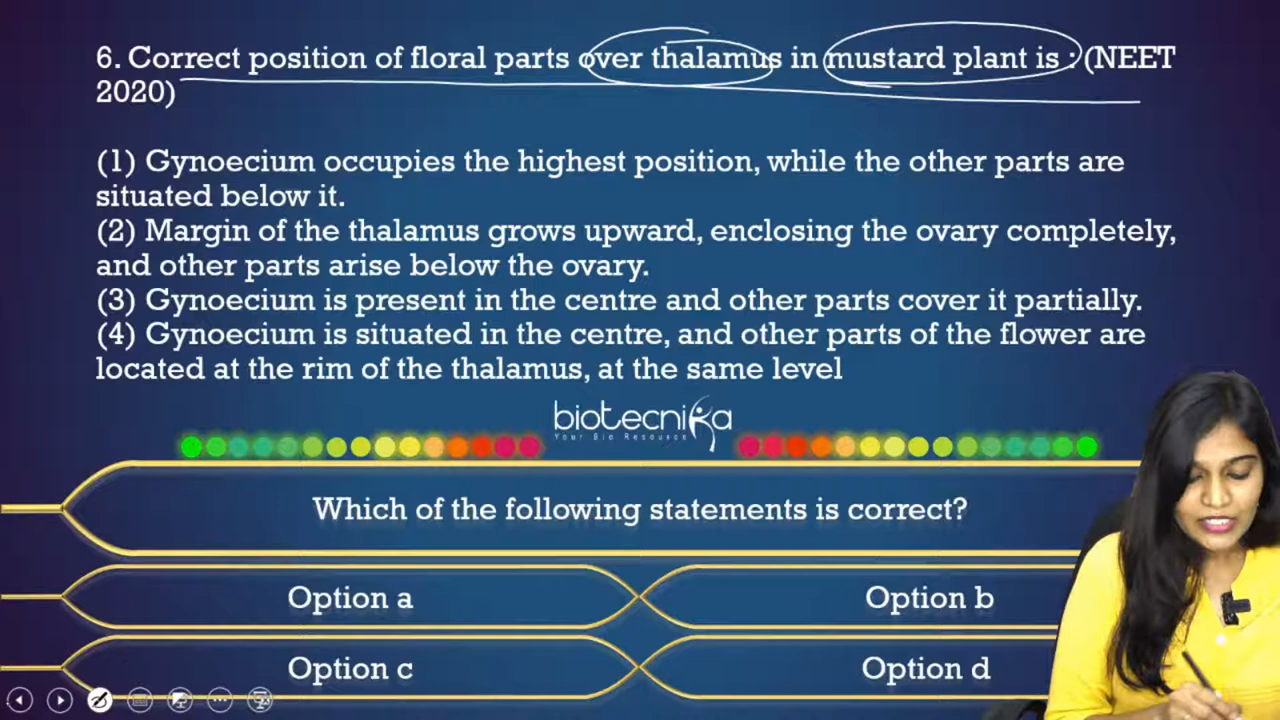 6. Correct position of floral parts over thalamus in mustard plant is : (NEET
2020)
(1) Gynoecium occupies the highest position, while the other parts are
situated below it.
(2) Margin of the thalamus grows upward, enclosing the ovary completely,
and other parts arise below the ovary.
(3) Gynoecium is present in the centre and other parts cover it partially.
(4) Gynoecium is situated in the centre, and other parts of the flower are
located at the rim of the thalamus, at the same level
biotecnika
Your Bio Resource
Which of the following statements is correct?
Option a
Option b
Option c
Option d